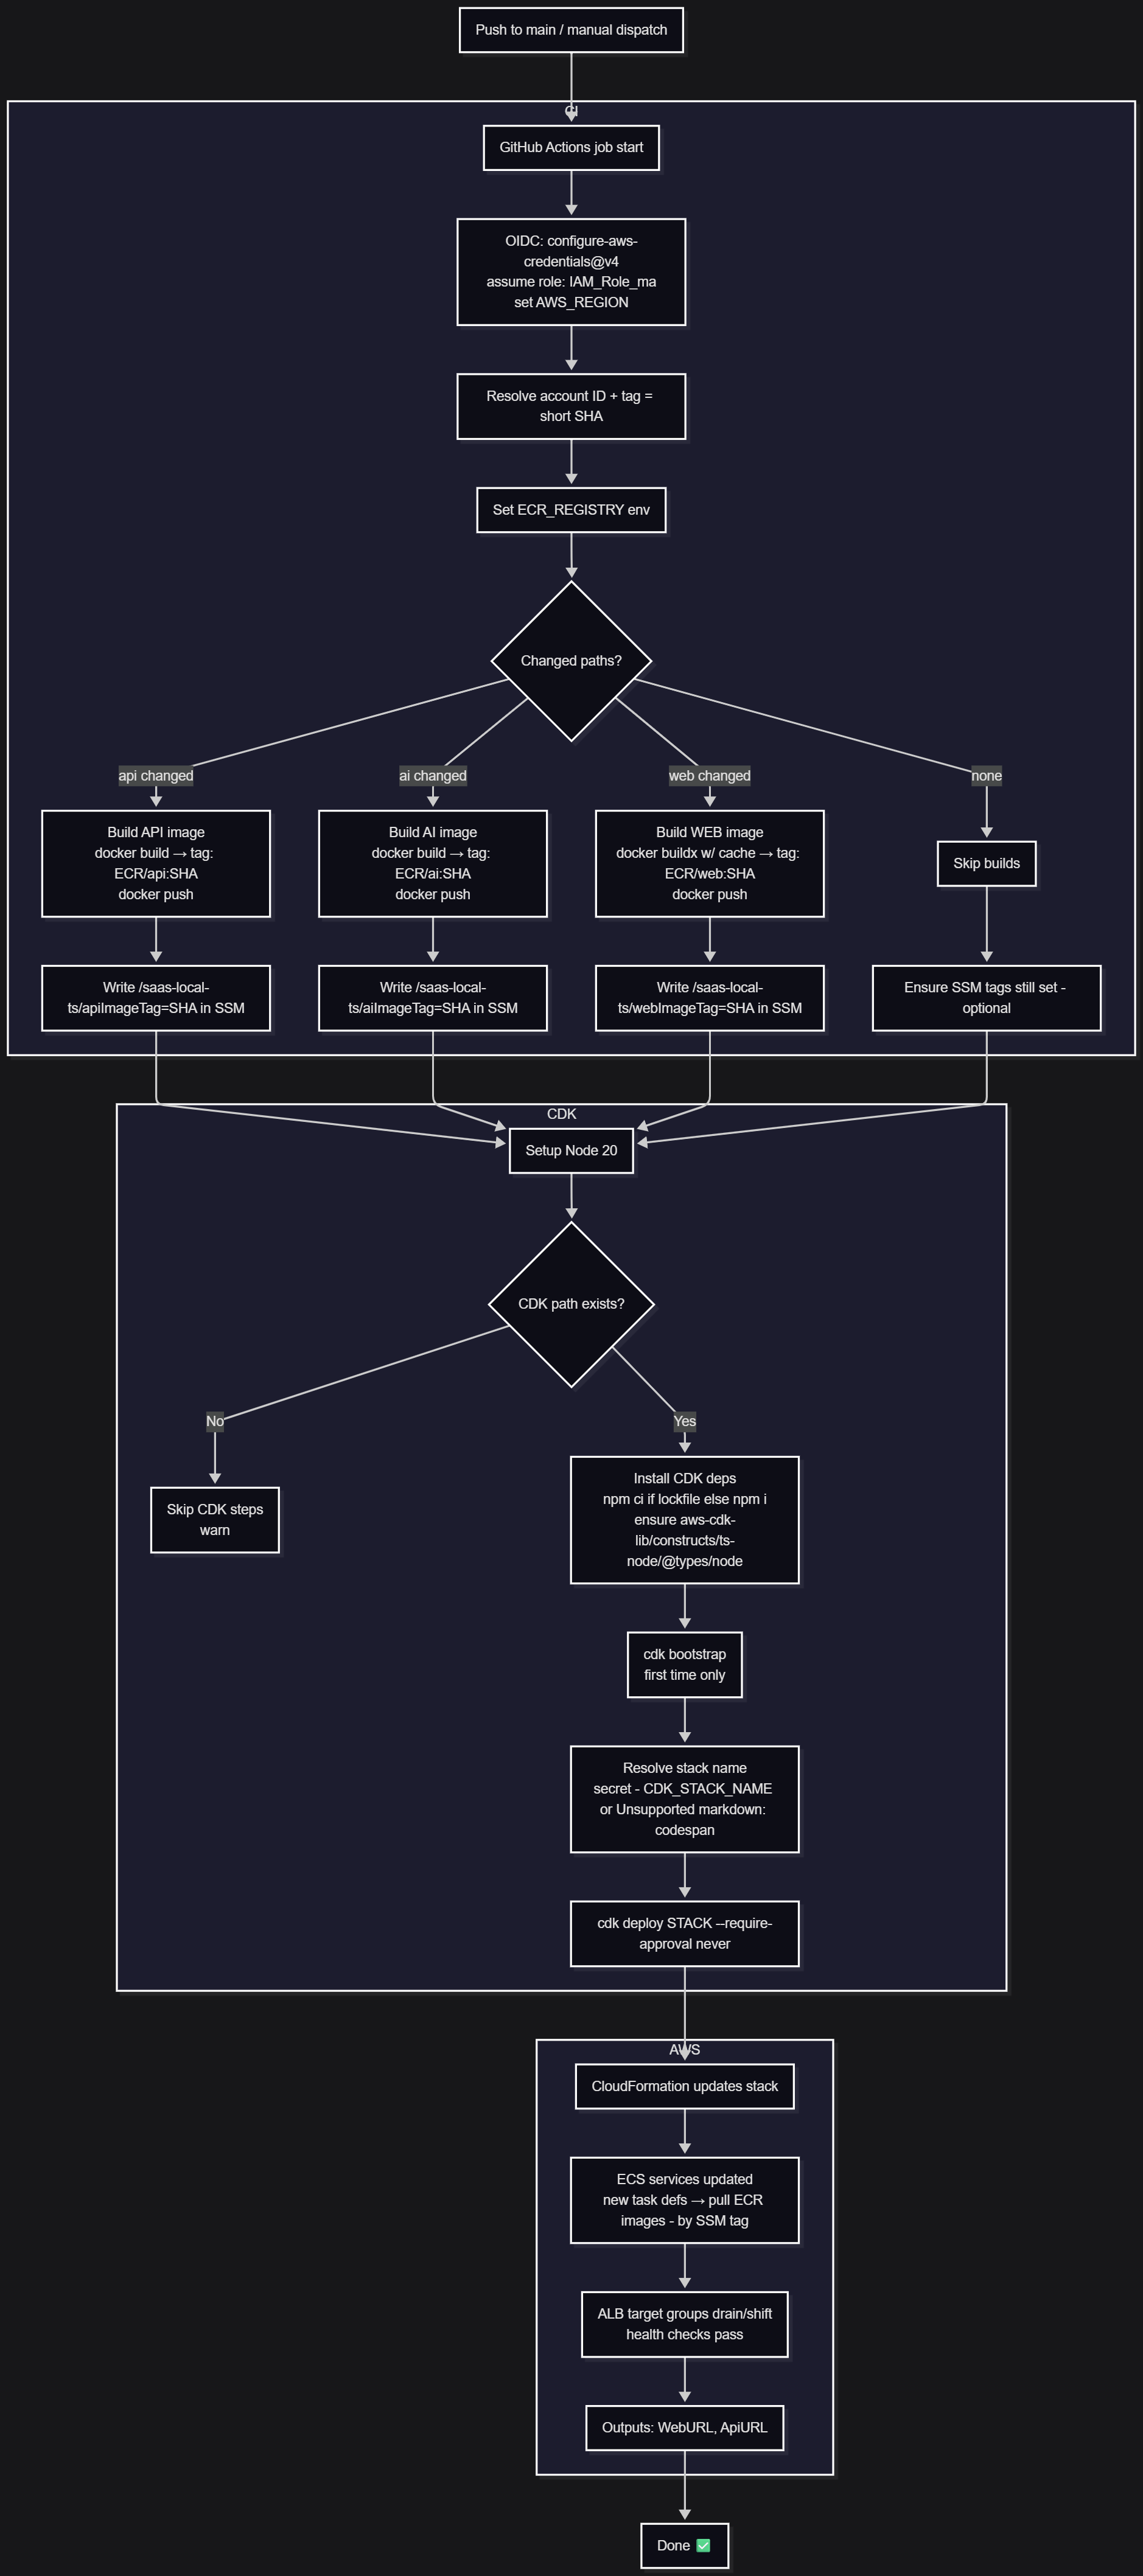 Push to main / manual dispatch
CI
GitHub Actions job start
OIDC: configure-aws-
credentials@v4
assume role: IAM_Role_ma
set AWS_REGION
Resolve account ID + tag =
short SHA
Set ECR_REGISTRY env
Changed paths?
api changed
ai changed
web changed
none
Build API image
docker build → tag:
ECR/api:SHA
docker push
Build AI image
docker build → tag:
ECR/ai:SHA
docker push
Build WEB image
docker buildx w/ cache → tag:
ECR/web:SHA
docker push
Skip builds
Write /saas-local-
ts/apiImageTag=SHA in SSM
Write /saas-local-
ts/aiImageTag=SHA in SSM
Write /saas-local-
ts/webImageTag=SHA in SSM
Ensure SSM tags still set -
optional
CDK
Setup Node 20
CDK path exists?
No
Yes
Skip CDK steps
warn
Install CDK deps
npm ci if lockfile else npm i
ensure aws-cdk-
lib/constructs/ts-
node/@types/node
cdk bootstrap
first time only
Resolve stack name
secret - CDK_STACK_NAME
or Unsupported markdown:
codespan
cdk deploy STACK --require-
approval never
AWS
CloudFormation updates stack
ECS services updated
new task defs → pull ECR
images - by SSM tag
ALB target groups drain/shift
health checks pass
Outputs: WebURL, ApiURL
Done ✅